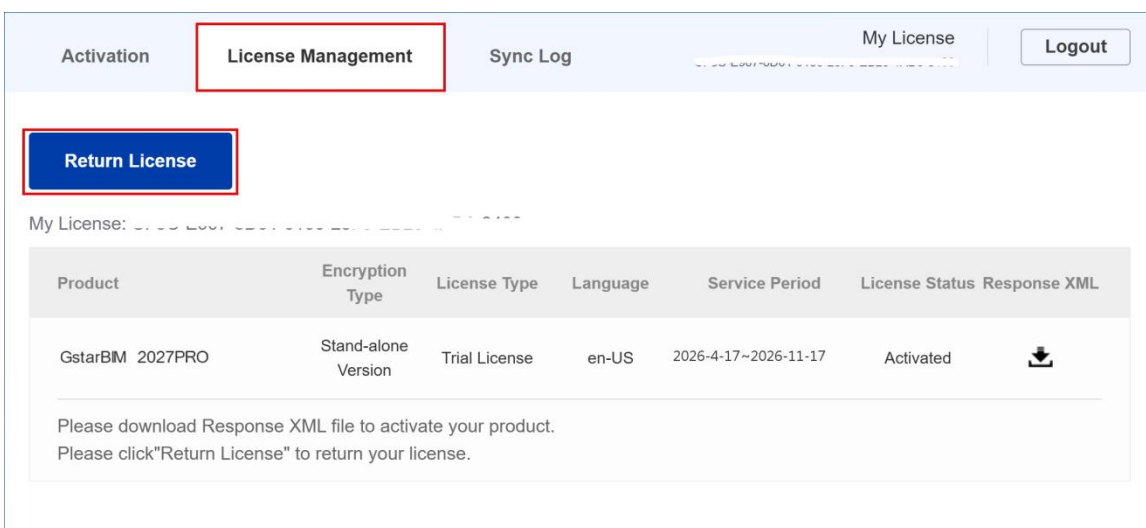 Activation
License Management
Sync Log
My License
Logout
Return License
My License:
Product
Encryption Type
License Type
Language
Service Period
License Status
Response XML
GstarBIM 2027PRO
Stand-alone Version
Trial License
en-US
2026-4-17~2026-11-17
Activated
Please download Response XML file to activate your product.
Please click"Return License" to return your license.